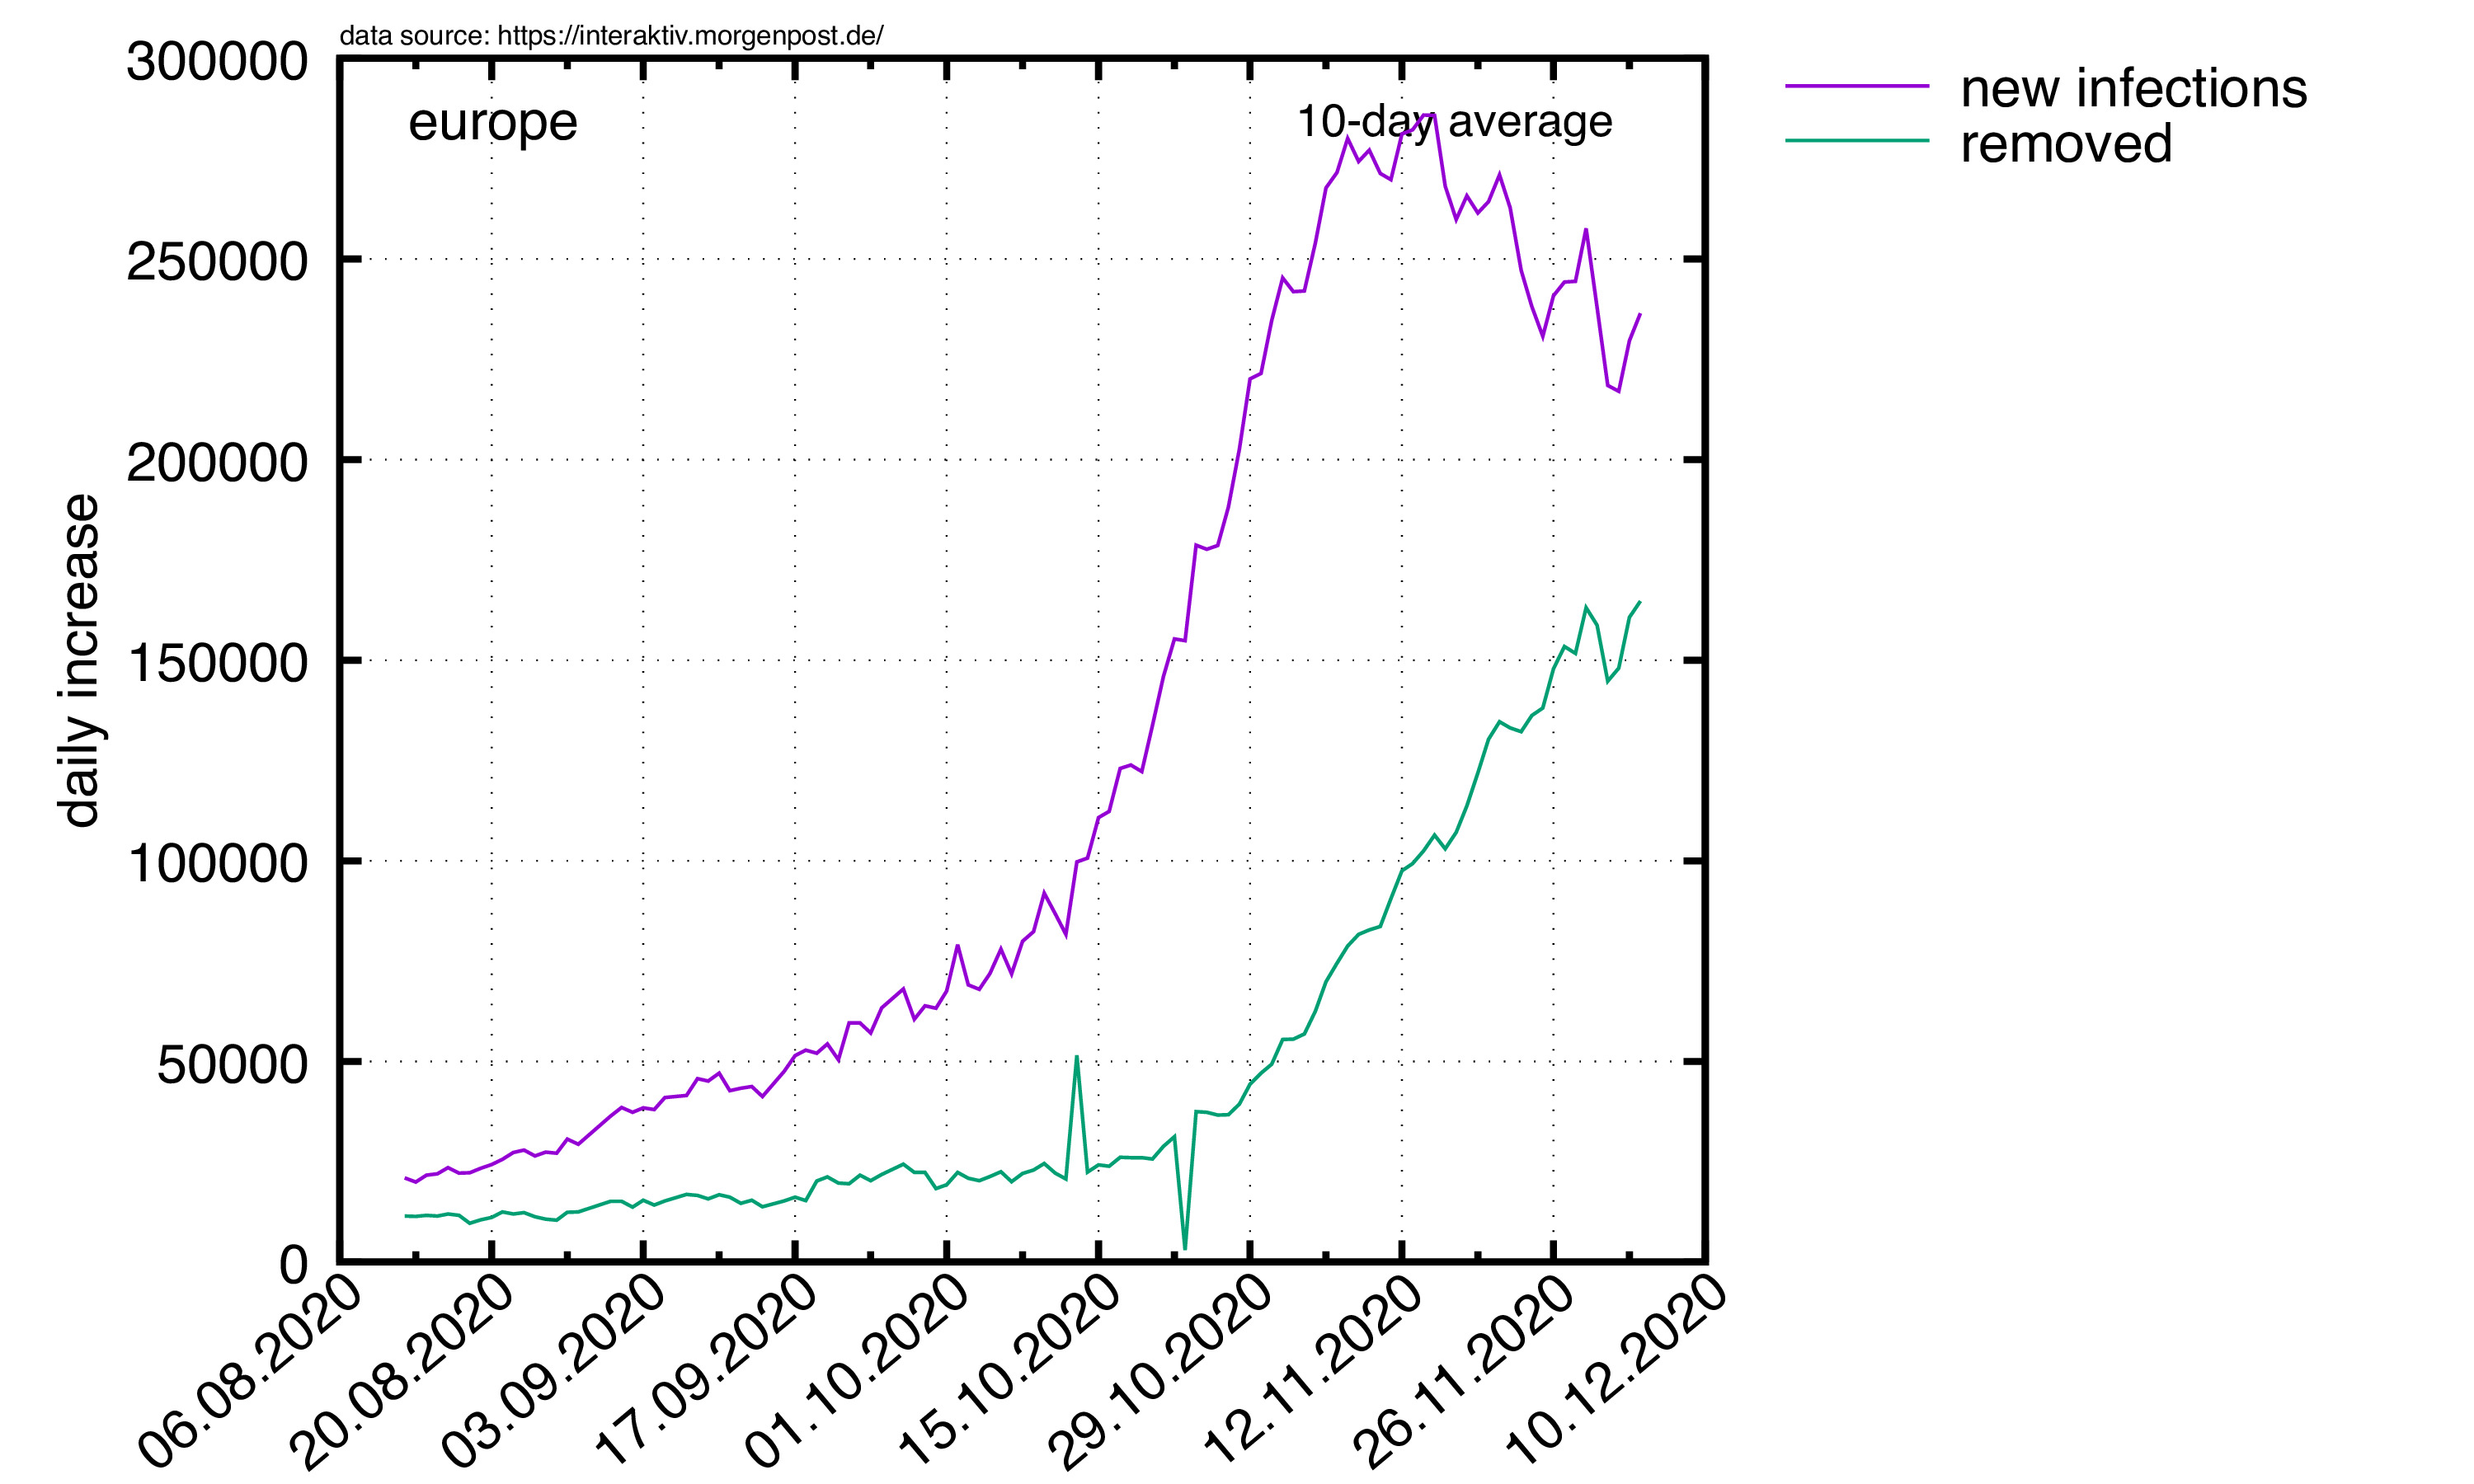 data source: https://interaktiv.morgenpost.de/
europe
10-day average
new infections
removed
daily increase
300000
250000
200000
150000
100000
50000
0
06.08.2020
20.08.2020
03.09.2020
17.09.2020
01.10.2020
15.10.2020
29.10.2020
12.11.2020
26.11.2020
10.12.2020